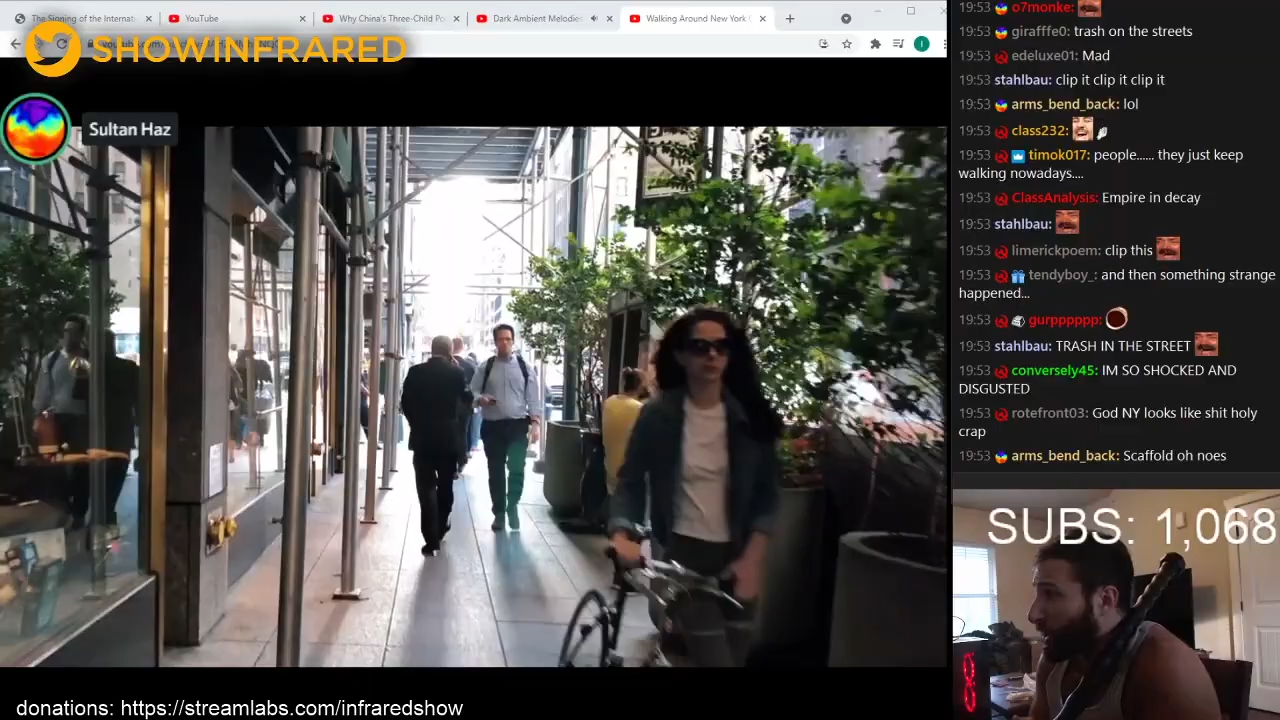 The Signing of the Internat
YouTube
Why China's Three-Child Po
Dark Ambient Melodies
Walking Around New York
SHOWINFRARED
Sultan Haz
19:53 o7monke:
19:53 girafffe0: trash on the streets
19:53 edeluxe01: Mad
19:53 stahlbau: clip it clip it clip it
19:53 arms_bend_back: lol
19:53 class232:
19:53 timok017: people...... they just keep
walking nowadays....
19:53 ClassAnalysis: Empire in decay
19:53 stahlbau:
19:53 limerickpoem: clip this
19:53 tendyboy_: and then something strange
happened...
19:53 gurpppppp:
19:53 stahlbau: TRASH IN THE STREET
19:53 conversely45: IM SO SHOCKED AND
DISGUSTED
19:53 rotefront03: God NY looks like shit holy
crap
19:53 arms_bend_back: Scaffold oh noes
SUBS: 1,068
donations: https://streamlabs.com/infraredshow